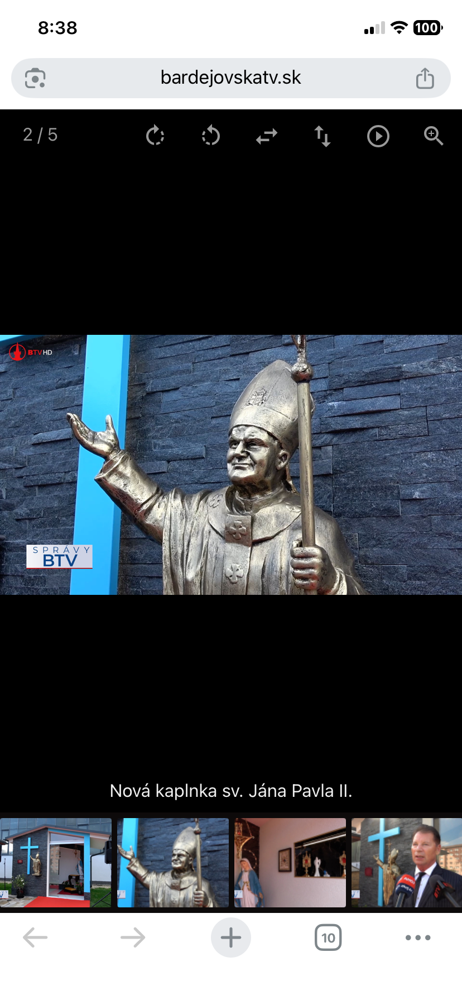 8:38
100
bardejovskatv.sk
2 / 5
BTV HD
SPRÁVY
BTV
Nová kaplnka sv. Jána Pavla II.
10